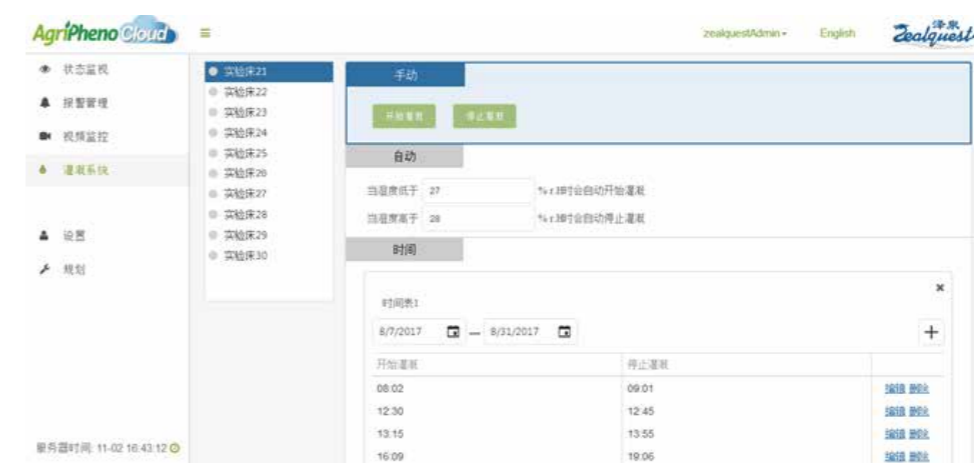 AgriPheno Cloud
zealquestAdmin
English
泽泉
Zealquest
状态监视
报警管理
视频监控
灌溉系统
设置
规划
服务器时间: 11-02 16:43:12
实验床21
实验床22
实验床23
实验床24
实验床25
实验床26
实验床27
实验床28
实验床29
实验床30
手动
开始灌溉 停止灌溉
自动
当湿度低于 27 % r.H时会自动开始灌溉
当湿度高于 28 % r.H时会自动停止灌溉
时间
时间表1
8/7/2017 — 8/31/2017
开始灌溉 停止灌溉
08:02 09:01 编辑 删除
12:30 12:45 编辑 删除
13:15 13:55 编辑 删除
16:09 19:06 编辑 删除